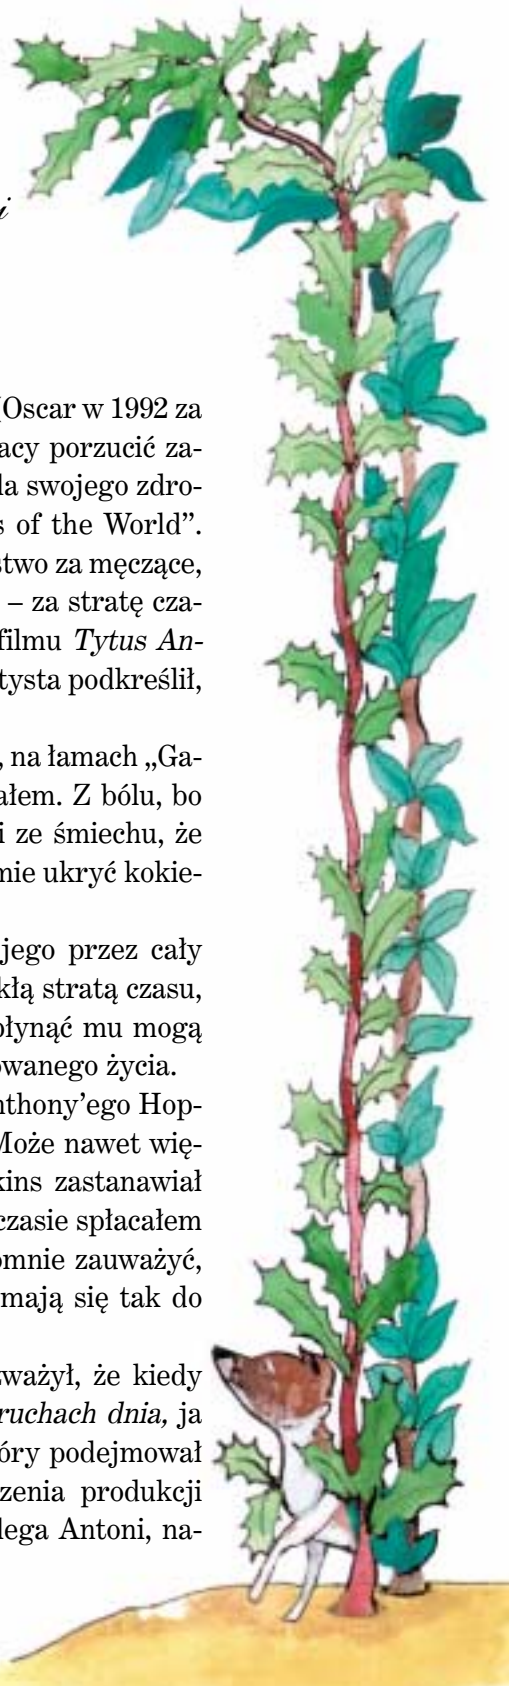 i
(Oscar w 1992 za
acy porzucić za-
la swojego zdro-
s of the World”.
stwo za męczące,
– za stratę cza-
filmu Tytus An-
tysta podkreślił,
, na łamach „Ga-
ałem. Z bólu, bo
i ze śmiechu, że
mie ukryć kokie-
jego przez cały
kłą stratą czasu,
płynąć mu mogą
owanego życia.
nthony’ego Hop-
Może nawet wię-
kins zastanawiał
czasie spłacałem
omnie zauważyć,
mają się tak do
zważył, że kiedy
ruchach dnia, ja
óry podejmował
zenia produkcji
lega Antoni, na-